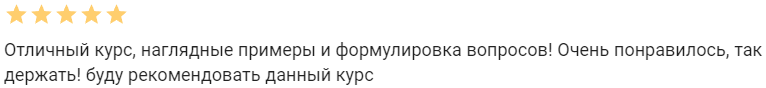 Отличный курс, наглядные примеры и формулировка вопросов! Очень понравилось, так
держать! буду рекомендовать данный курс